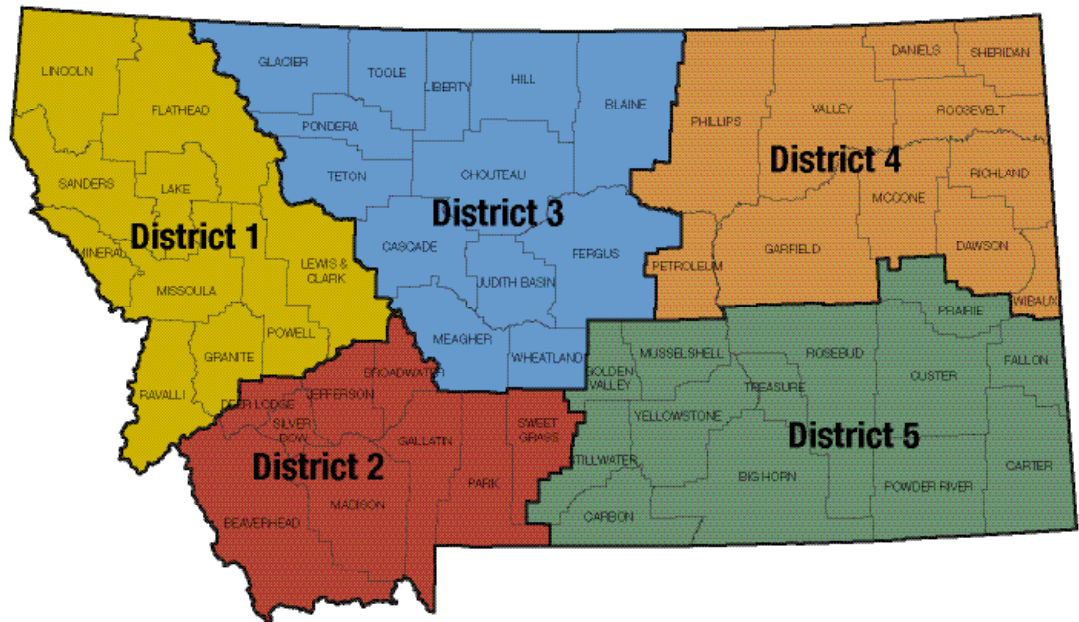 LINCOLN
FLATHEAD
SANDERS
LAKE
District 1
MINERAL
MISSOULA
LEWIS &
CLARK
POWELL
GRANITE
RAVALLI
GLACIER
TOOLE
LIBERTY
HILL
BLAINE
PONDERA
TETON
CHOUTEAU
District 3
CASCADE
JUDITH BASIN
FERGUS
MEAGHER
WHEATLAND
PHILLIPS
VALLEY
DANIELS
SHERIDAN
ROOSEVELT
District 4
RICHLAND
MCCONE
GARFIELD
DAWSON
PETROLEUM
WIBAUX
BROADWATER
DEER LODGE
JEFFERSON
SILVER
BOW
GALLATIN
SWEET
GRASS
District 2
PARK
MADISON
BEAVERHEAD
PRAIRIE
MUSSELSHELL
ROSEBUD
FALLON
GOLDEN
VALLEY
TREASURE
CUSTER
YELLOWSTONE
District 5
STILLWATER
BIG HORN
POWDER RIVER
CARTER
CARBON